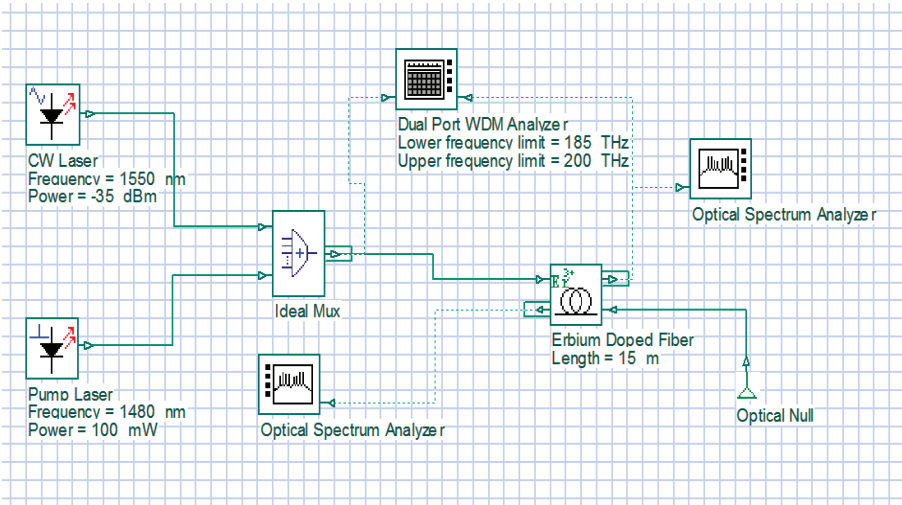 Dual Port WDM Analyzer
Lower frequency limit = 185 THz
Upper frequency limit = 200 THz
CW Laser
Frequency = 1550 nm
Power = -35 dBm
Optical Spectrum Analyzer
Ideal Mux
Er 3+
Erbium Doped Fiber
Length = 15 m
Pump Laser
Frequency = 1480 nm
Power = 100 mW
Optical Spectrum Analyzer
Optical Null